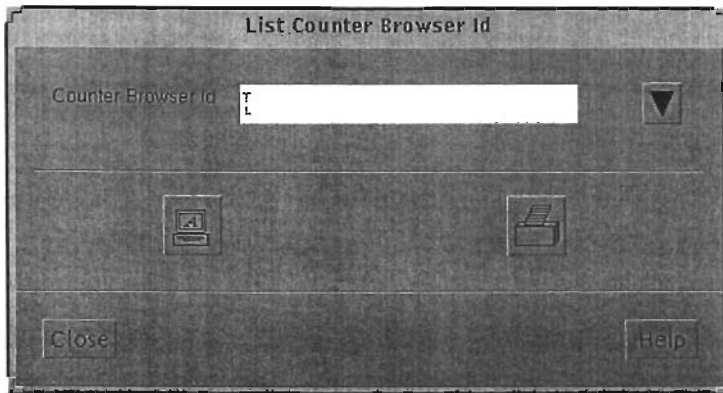 List Counter Browser Id
Counter Browser Id
A
Close
Help